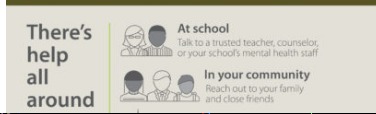 There's
help
all
around
At school
Talk to a trusted teacher, counselor,
or your school's mental health staff
In your community
Reach out to your family
and close friends